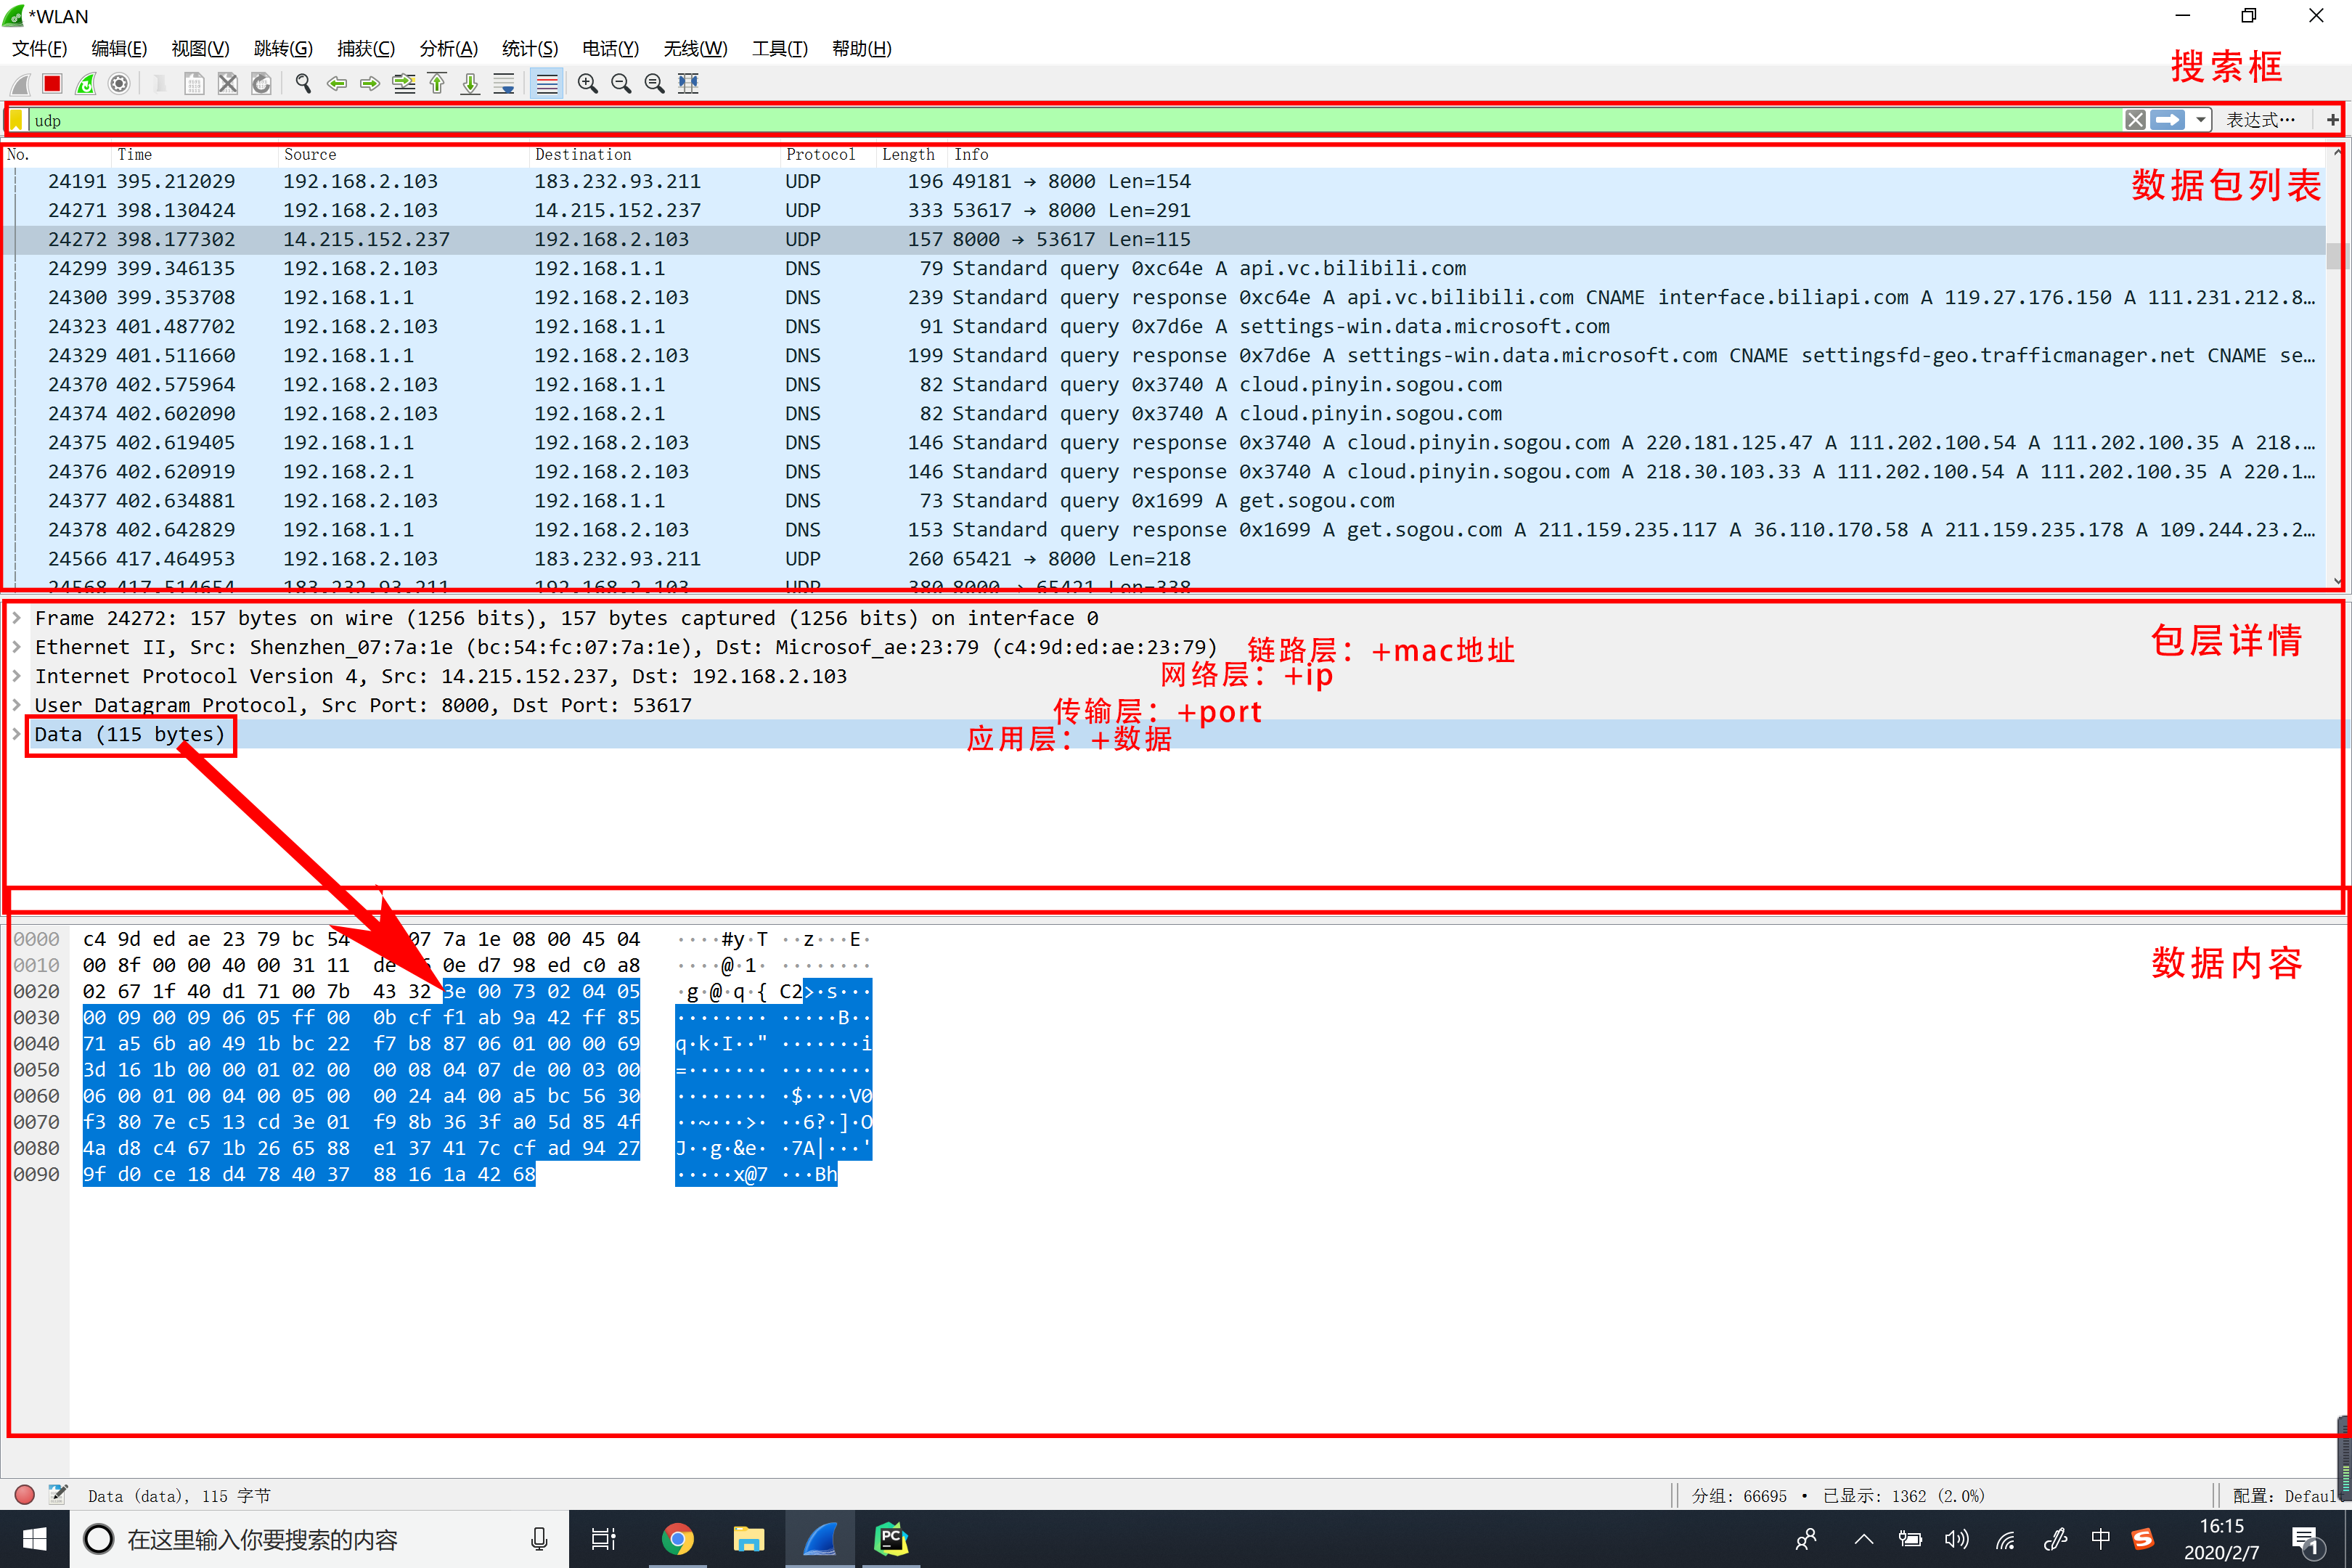 *WLAN
文件(F) 编辑(E) 视图(V) 跳转(G) 捕获(C) 分析(A) 统计(S) 电话(Y) 无线(W) 工具(T) 帮助(H)
搜索框
udp 表达式…
No. Time Source Destination Protocol Length Info
数据包列表
24191 395.212029 192.168.2.103 183.232.93.211 UDP 196 49181 → 8000 Len=154
24271 398.130424 192.168.2.103 14.215.152.237 UDP 333 53617 → 8000 Len=291
24272 398.177302 14.215.152.237 192.168.2.103 UDP 157 8000 → 53617 Len=115
24299 399.346135 192.168.2.103 192.168.1.1 DNS 79 Standard query 0xc64e A api.vc.bilibili.com
24300 399.353708 192.168.1.1 192.168.2.103 DNS 239 Standard query response 0xc64e A api.vc.bilibili.com CNAME interface.biliapi.com A 119.27.176.150 A 111.231.212.8…
24323 401.487702 192.168.2.103 192.168.1.1 DNS 91 Standard query 0x7d6e A settings-win.data.microsoft.com
24329 401.511660 192.168.1.1 192.168.2.103 DNS 199 Standard query response 0x7d6e A settings-win.data.microsoft.com CNAME settingsfd-geo.trafficmanager.net CNAME se…
24370 402.575964 192.168.2.103 192.168.1.1 DNS 82 Standard query 0x3740 A cloud.pinyin.sogou.com
24374 402.602090 192.168.2.103 192.168.2.1 DNS 82 Standard query 0x3740 A cloud.pinyin.sogou.com
24375 402.619405 192.168.1.1 192.168.2.103 DNS 146 Standard query response 0x3740 A cloud.pinyin.sogou.com A 220.181.125.47 A 111.202.100.54 A 111.202.100.35 A 218.…
24376 402.620919 192.168.2.1 192.168.2.103 DNS 146 Standard query response 0x3740 A cloud.pinyin.sogou.com A 218.30.103.33 A 111.202.100.54 A 111.202.100.35 A 220.1…
24377 402.634881 192.168.2.103 192.168.1.1 DNS 73 Standard query 0x1699 A get.sogou.com
24378 402.642829 192.168.1.1 192.168.2.103 DNS 153 Standard query response 0x1699 A get.sogou.com A 211.159.235.117 A 36.110.170.58 A 211.159.235.178 A 109.244.23.2…
24566 417.464953 192.168.2.103 183.232.93.211 UDP 260 65421 → 8000 Len=218
24568 417.514654 183.232.93.211 192.168.2.103 UDP 380 8000 → 65421 Len=338
Frame 24272: 157 bytes on wire (1256 bits), 157 bytes captured (1256 bits) on interface 0
包层详情
Ethernet II, Src: Shenzhen_07:7a:1e (bc:54:fc:07:7a:1e), Dst: Microsof_ae:23:79 (c4:9d:ed:ae:23:79) 链路层：+mac地址
Internet Protocol Version 4, Src: 14.215.152.237, Dst: 192.168.2.103 网络层：+ip
User Datagram Protocol, Src Port: 8000, Dst Port: 53617 传输层：+port
Data (115 bytes) 应用层：+数据
0000 c4 9d ed ae 23 79 bc 54 07 7a 1e 08 00 45 04 ····#y·T ··z···E·
0010 00 8f 00 00 40 00 31 11 de 0e d7 98 ed c0 a8 ····@·1· ········
数据内容
0020 02 67 1f 40 d1 71 00 7b 43 32 3e 00 73 02 04 05 ·g·@·q·{ C2>·s···
0030 00 09 00 09 06 05 ff 00 0b cf f1 ab 9a 42 ff 85 ········ ·····B··
0040 71 a5 6b a0 49 1b bc 22 f7 b8 87 06 01 00 00 69 q·k·I··" ·······i
0050 3d 16 1b 00 00 01 02 00 00 08 04 07 de 00 03 00 =······· ········
0060 06 00 01 00 04 00 05 00 00 24 a4 00 a5 bc 56 30 ········ ·$····V0
0070 f3 80 7e c5 13 cd 3e 01 f9 8b 36 3f a0 5d 85 4f ··~···>· ··6?·]·O
0080 4a d8 c4 67 1b 26 65 88 e1 37 41 7c cf ad 94 27 J··g·&e· ·7A|···'
0090 9f d0 ce 18 d4 78 40 37 88 16 1a 42 68 ·····x@7 ···Bh
Data (data), 115 字节 分组: 66695 · 已显示: 1362 (2.0%) 配置: Default
在这里输入你要搜索的内容
PC
中
S
16:15
2020/2/7
1